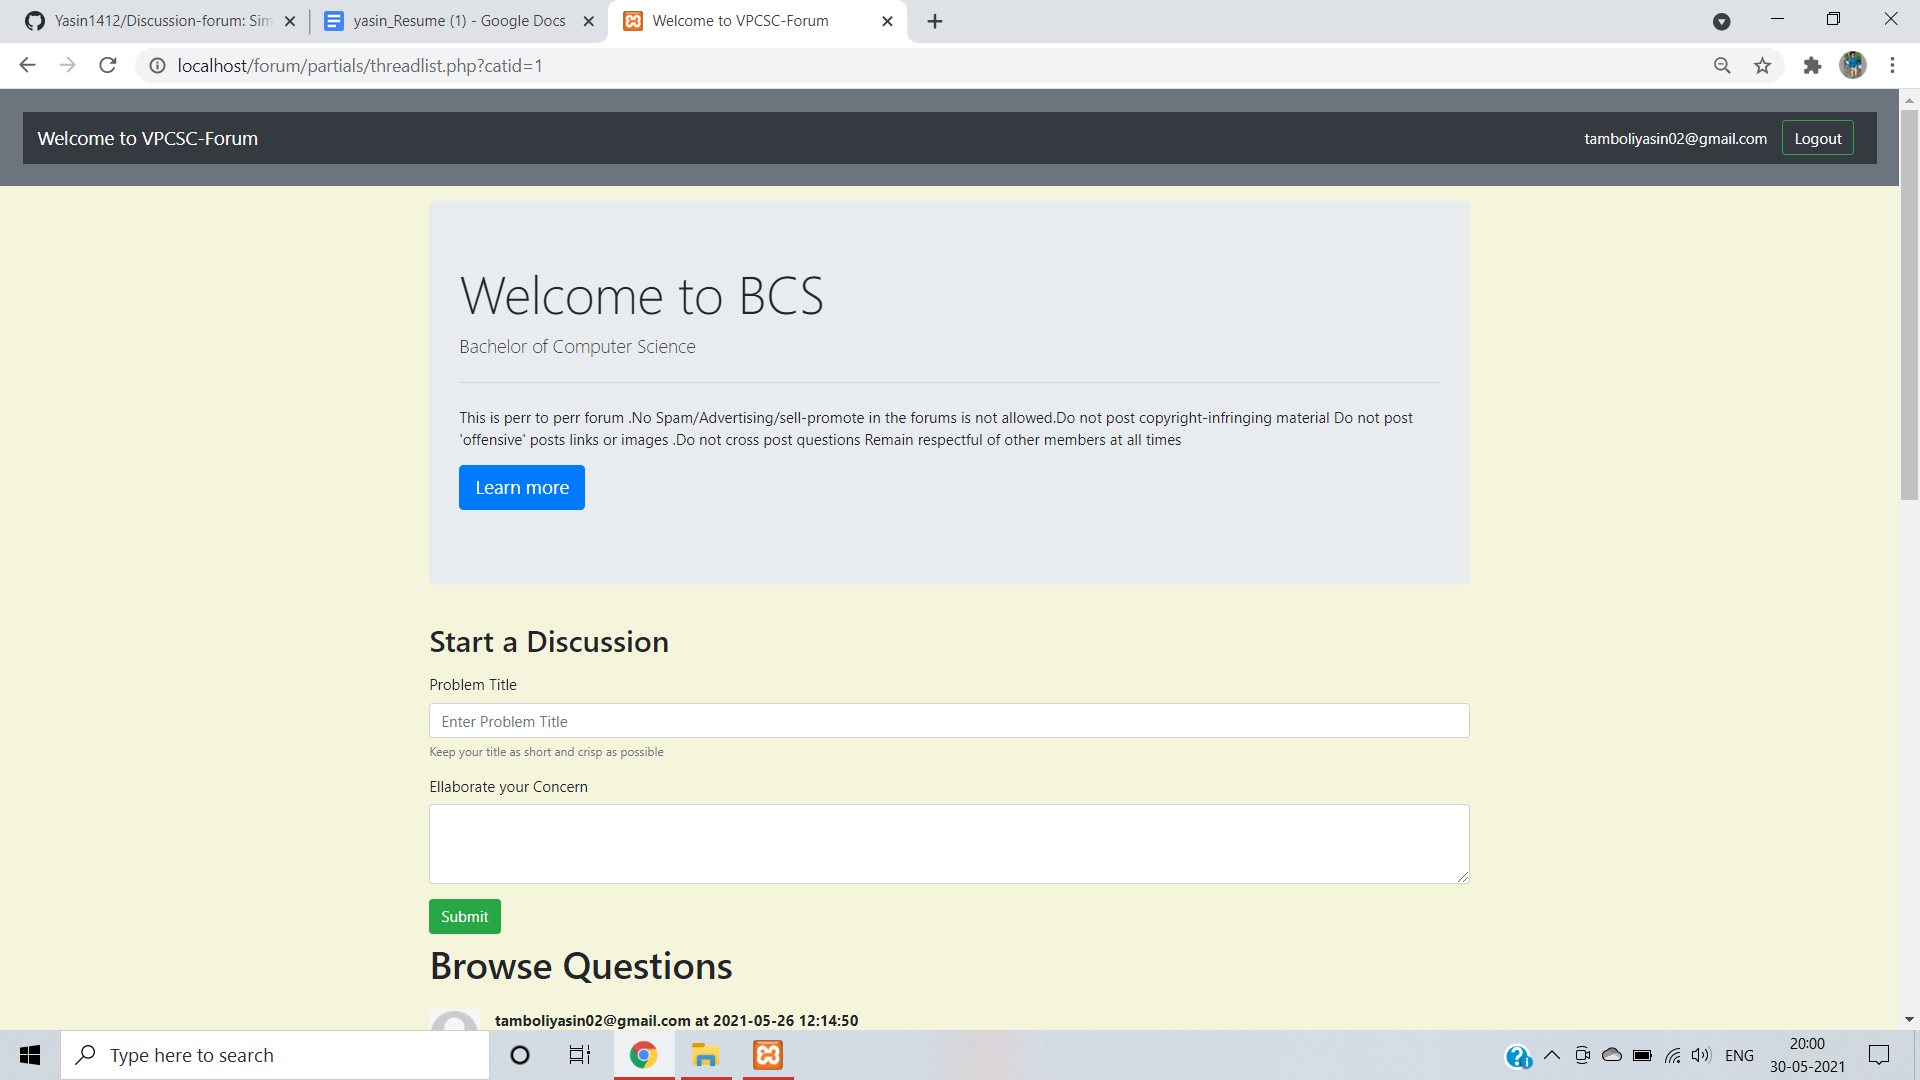 Yasin1412/Discussion-forum: Sim
yasin_Resume (1) - Google Docs
Welcome to VPCSC-Forum
localhost/forum/partials/threadlist.php?catid=1
Welcome to VPCSC-Forum
tamboliyasin02@gmail.com
Logout
Welcome to BCS
Bachelor of Computer Science
This is perr to perr forum .No Spam/Advertising/sell-promote in the forums is not allowed.Do not post copyright-infringing material Do not post
'offensive' posts links or images .Do not cross post questions Remain respectful of other members at all times
Learn more
Start a Discussion
Problem Title
Enter Problem Title
Keep your title as short and crisp as possible
Ellaborate your Concern
Submit
Browse Questions
tamboliyasin02@gmail.com at 2021-05-26 12:14:50
Type here to search
ENG
20:00
30-05-2021